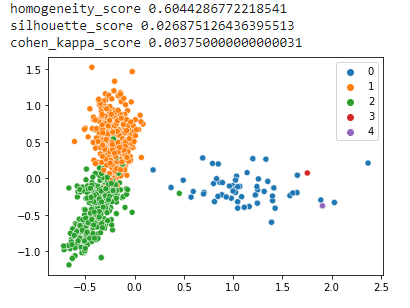 homogeneity_score 0.6044286772218541
silhouette_score 0.026875126436395513
cohen_kappa_score 0.003750000000000031
0
1
2
3
4
1.5
1.0
0.5
0.0
−0.5
−1.0
−0.5 0.0 0.5 1.0 1.5 2.0 2.5